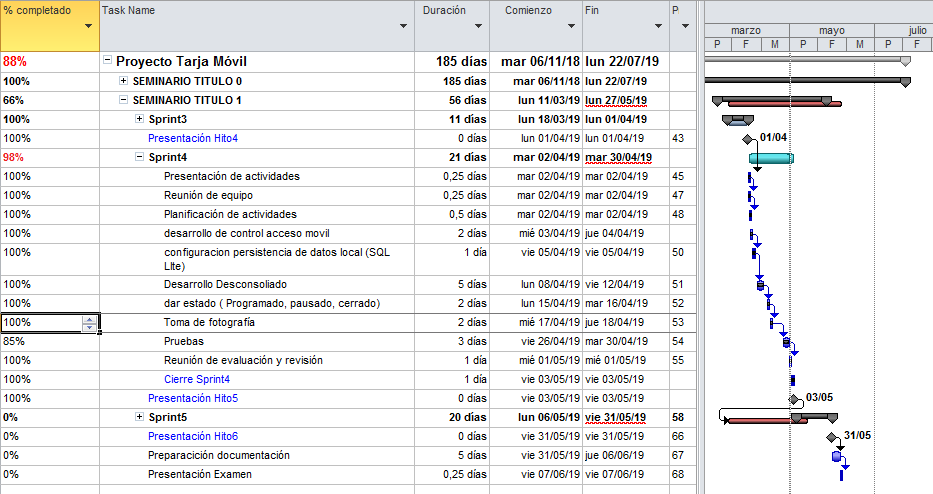 % completado Task Name Duración Comienzo Fin P.
marzo mayo julio
P F M P F M P F
88% Proyecto Tarja Móvil 185 días mar 06/11/18 lun 22/07/19
100% SEMINARIO TITULO 0 185 días mar 06/11/18 lun 22/07/19
66% SEMINARIO TITULO 1 56 días lun 11/03/19 lun 27/05/19
100% Sprint3 11 días lun 18/03/19 lun 01/04/19
100% Presentación Hito4 0 días lun 01/04/19 lun 01/04/19 43 01/04
98% Sprint4 21 días mar 02/04/19 mar 30/04/19
100% Presentación de actividades 0,25 días mar 02/04/19 mar 02/04/19 45
100% Reunión de equipo 0,25 días mar 02/04/19 mar 02/04/19 47
100% Planificación de actividades 0,5 días mar 02/04/19 mar 02/04/19 48
100% desarrollo de control acceso movil 2 días mié 03/04/19 jue 04/04/19
100% configuracion persistencia de datos local (SQL 1 día vie 05/04/19 vie 05/04/19 50
LIte)
100% Desarrollo Desconsoliado 5 días lun 08/04/19 vie 12/04/19 51
100% dar estado ( Programado, pausado, cerrado) 2 días lun 15/04/19 mar 16/04/19 52
100% Toma de fotografía 2 días mié 17/04/19 jue 18/04/19 53
85% Pruebas 3 días vie 26/04/19 mar 30/04/19 54
100% Reunión de evaluación y revisión 1 día mié 01/05/19 mié 01/05/19 55
100% Cierre Sprint4 1 día vie 03/05/19 vie 03/05/19
100% Presentación Hito5 0 días vie 03/05/19 vie 03/05/19 03/05
0% Sprint5 20 días lun 06/05/19 vie 31/05/19 58
0% Presentación Hito6 0 días vie 31/05/19 vie 31/05/19 66 31/05
0% Preparacición documentación 5 días vie 31/05/19 jue 06/06/19 67
0% Presentación Examen 0,25 días vie 07/06/19 vie 07/06/19 68